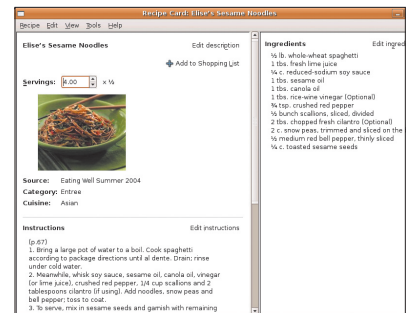 Recipe Card: Elise's Sesame Noodles
Recipe Edit View Tools Help
Elise's Sesame Noodles
Edit description
Add to Shopping List
Servings: 4.00 x ½
Source: Eating Well Summer 2004
Category: Entree
Cuisine: Asian
Instructions
Edit instructions
(p.67)
1. Bring a large pot of water to a boil. Cook spaghetti
according to package directions until al dente. Drain; rinse
under cold water.
2. Meanwhile, whisk soy sauce, sesame oil, canola oil, vinegar
(or lime juice), crushed red pepper, 1/4 cup scallions and 2
tablespoons cilantro (if using). Add noodles, snow peas and
bell pepper; toss to coat.
3. To serve, mix in sesame seeds and garnish with remaining
Ingredients
Edit ingred
½ lb. whole-wheat spaghetti
1 tbs. fresh lime juice
¼ c. reduced-sodium soy sauce
1 tbs. sesame oil
1 tbs. canola oil
1 tbs. rice-wine vinegar (Optional)
¾ tsp. crushed red pepper
½ bunch scallions, sliced, divided
2 tbs. chopped fresh cilantro (Optional)
2 c. snow peas, trimmed and sliced on the
½ medium red bell pepper, thinly sliced
¼ c. toasted sesame seeds